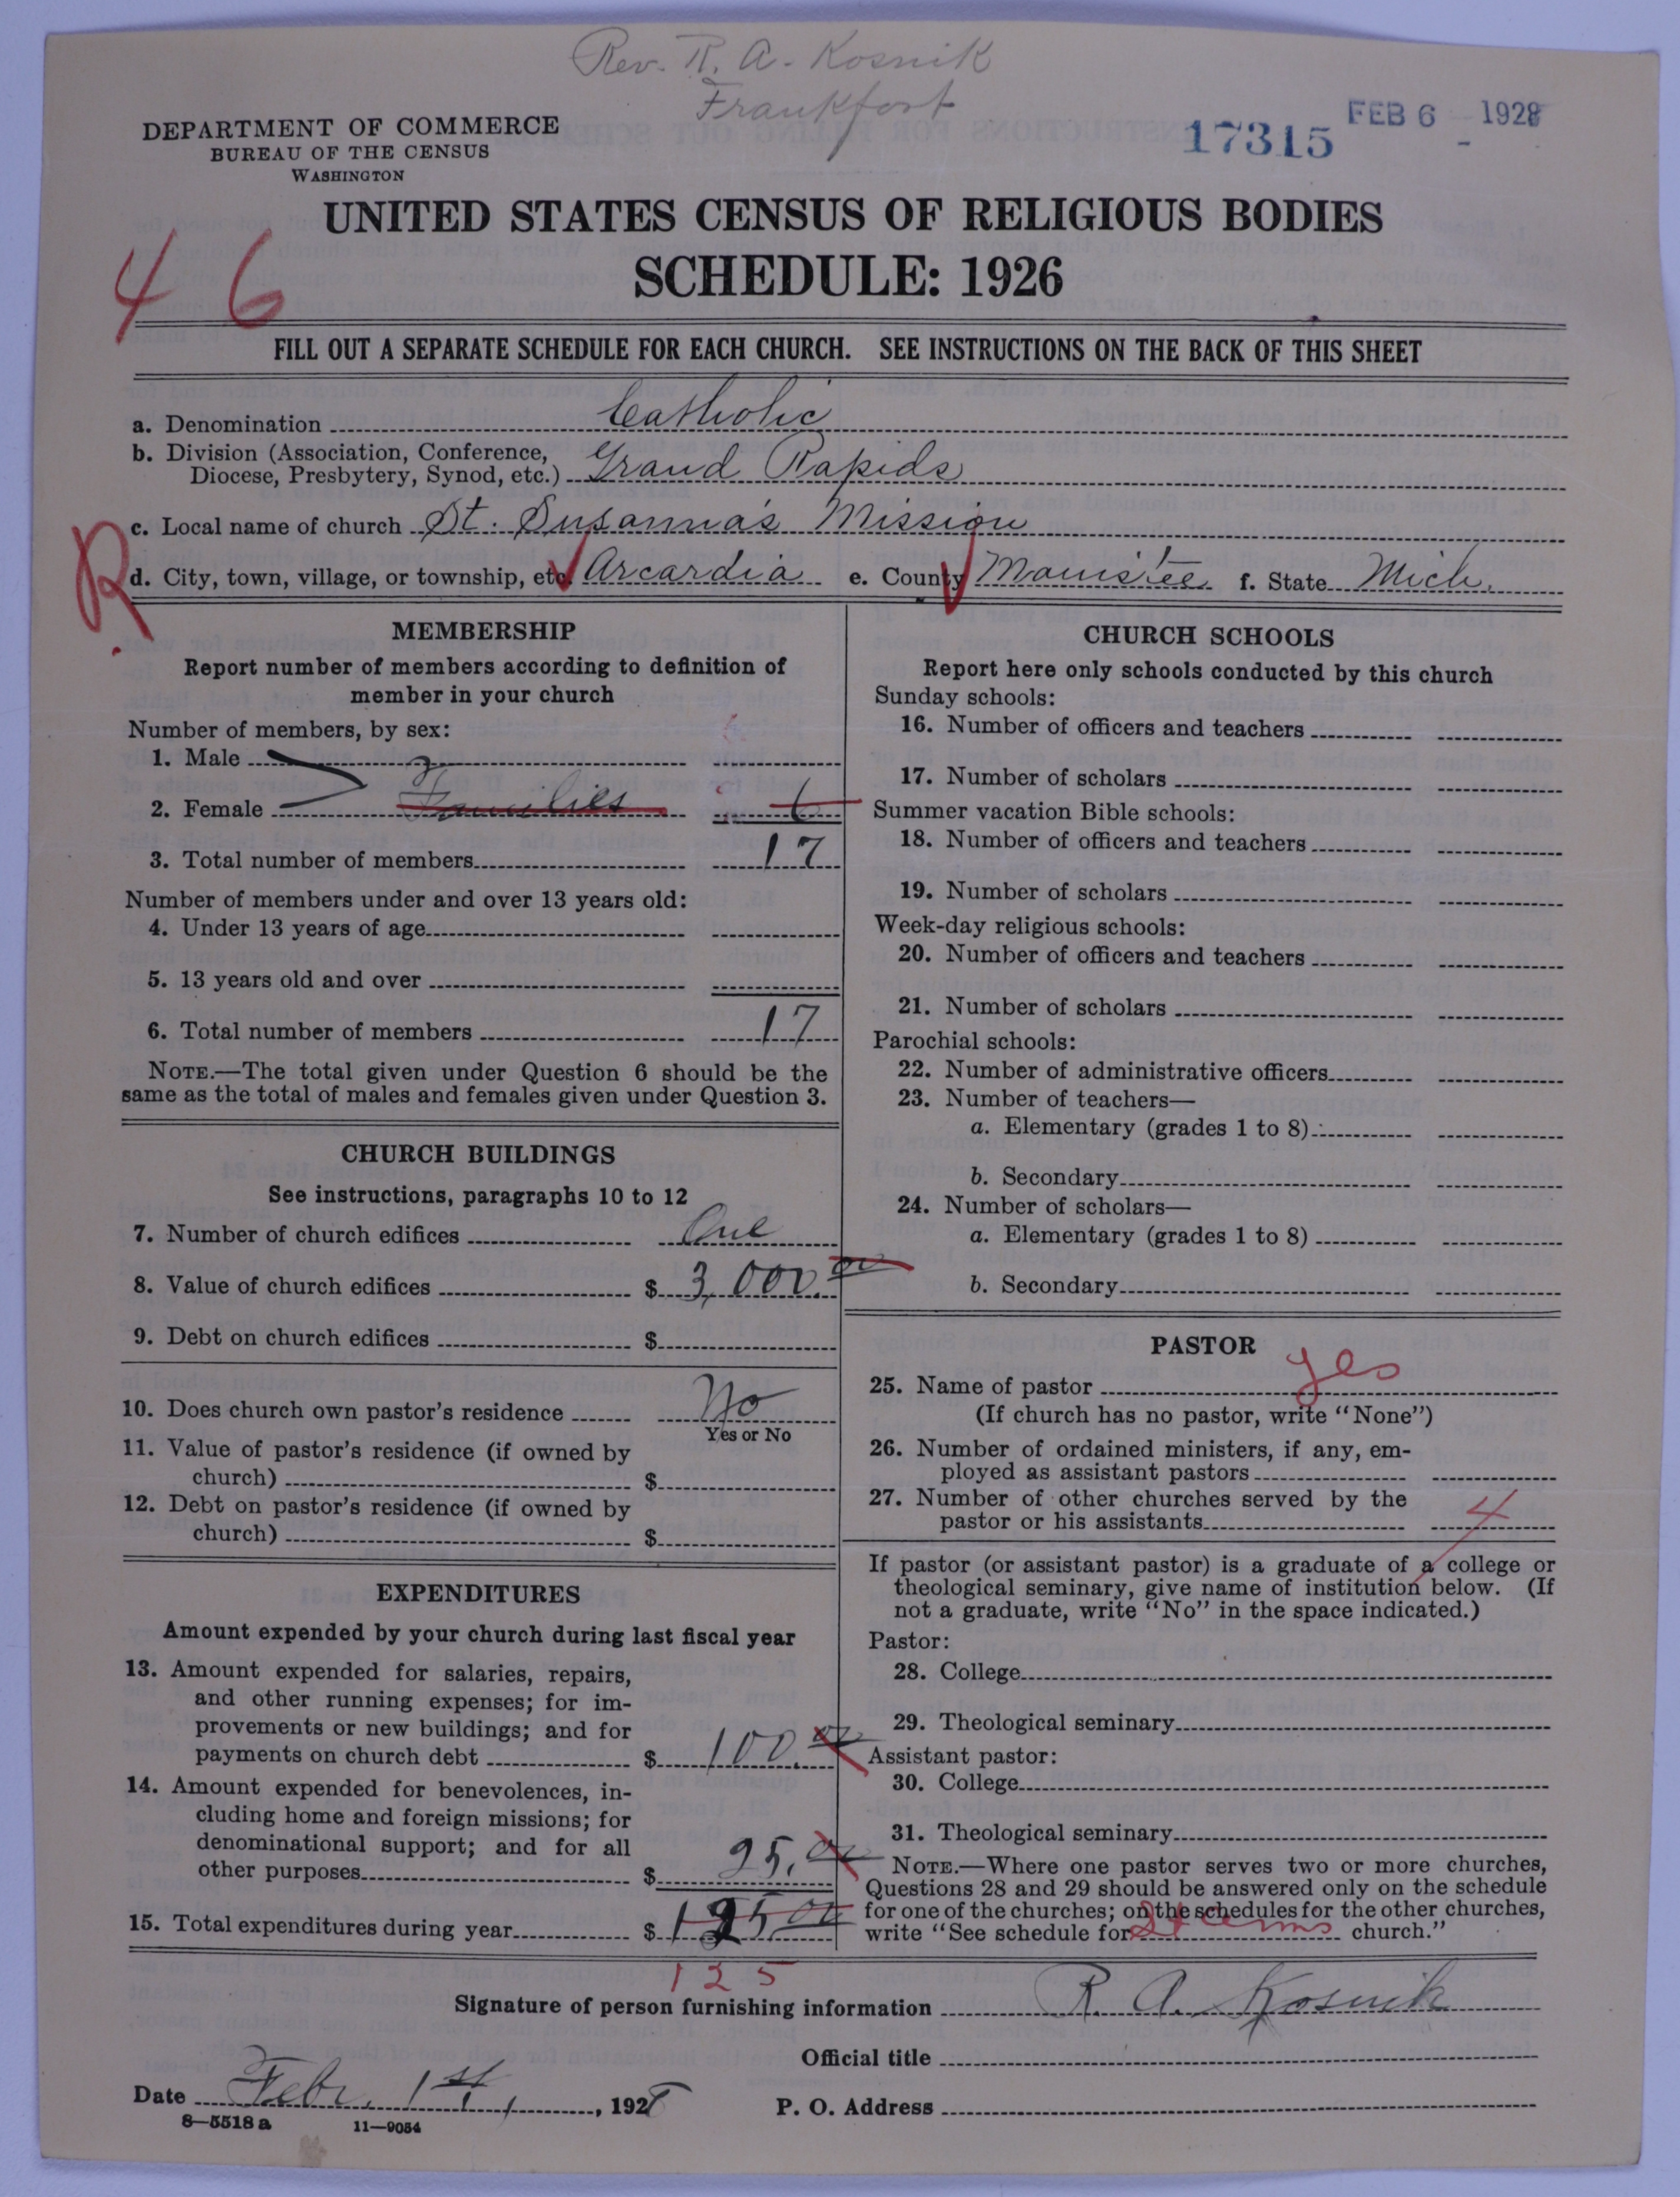 Rev. R. A. Kosnik
Frankfort
DEPARTMENT OF COMMERCE
BUREAU OF THE CENSUS
WASHINGTON
17315
FEB 6 - 1928
UNITED STATES CENSUS OF RELIGIOUS BODIES
SCHEDULE: 1926
4 6
FILL OUT A SEPARATE SCHEDULE FOR EACH CHURCH. SEE INSTRUCTIONS ON THE BACK OF THIS SHEET
a. Denomination Catholic
b. Division (Association, Conference,
Diocese, Presbytery, Synod, etc.) Grand Rapids
c. Local name of church St. Susanna's Mission
R
d. City, town, village, or township, etc. Arcardia e. County Manistee f. State Mich.
MEMBERSHIP
Report number of members according to definition of
member in your church
Number of members, by sex:
1. Male
2. Female Families 6
3. Total number of members 17
Number of members under and over 13 years old:
4. Under 13 years of age
5. 13 years old and over
6. Total number of members 17
NOTE.—The total given under Question 6 should be the
same as the total of males and females given under Question 3.
CHURCH BUILDINGS
See instructions, paragraphs 10 to 12
7. Number of church edifices One
8. Value of church edifices $ 3,000.00
9. Debt on church edifices $
10. Does church own pastor's residence No
Yes or No
11. Value of pastor's residence (if owned by
church) $
12. Debt on pastor's residence (if owned by
church) $
EXPENDITURES
Amount expended by your church during last fiscal year
13. Amount expended for salaries, repairs,
and other running expenses; for im-
provements or new buildings; and for
payments on church debt $ 100.00
14. Amount expended for benevolences, in-
cluding home and foreign missions; for
denominational support; and for all
other purposes $ 25.00
15. Total expenditures during year $ 125.00
125
CHURCH SCHOOLS
Report here only schools conducted by this church
Sunday schools:
16. Number of officers and teachers
17. Number of scholars
Summer vacation Bible schools:
18. Number of officers and teachers
19. Number of scholars
Week-day religious schools:
20. Number of officers and teachers
21. Number of scholars
Parochial schools:
22. Number of administrative officers
23. Number of teachers—
a. Elementary (grades 1 to 8)
b. Secondary
24. Number of scholars—
a. Elementary (grades 1 to 8)
b. Secondary
PASTOR
25. Name of pastor yes
(If church has no pastor, write "None")
26. Number of ordained ministers, if any, em-
ployed as assistant pastors
27. Number of other churches served by the
pastor or his assistants 4
If pastor (or assistant pastor) is a graduate of a college or
theological seminary, give name of institution below. (If
not a graduate, write "No" in the space indicated.)
Pastor:
28. College
29. Theological seminary
Assistant pastor:
30. College
31. Theological seminary
NOTE.—Where one pastor serves two or more churches,
Questions 28 and 29 should be answered only on the schedule
for one of the churches; on the schedules for the other churches,
write "See schedule for St church."
Signature of person furnishing information R. A. Kosnik
Official title
Date Febr. 1st, 1928
P. O. Address
8—5518 a 11—9054